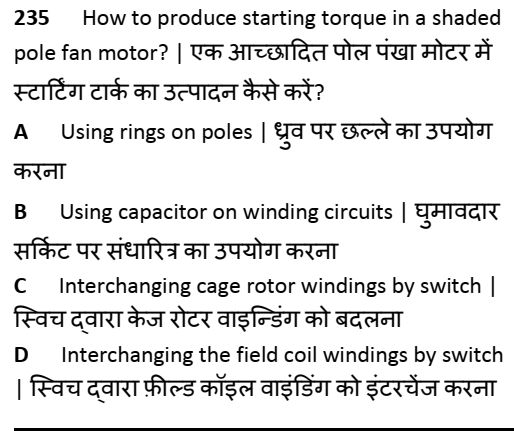 235 How to produce starting torque in a shaded
pole fan motor? | एक आच्छादित पोल पंखा मोटर में
स्टार्टिंग टार्क का उत्पादन कैसे करें?
A Using rings on poles | ध्रुव पर छल्ले का उपयोग
करना
B Using capacitor on winding circuits | घुमावदार
सर्किट पर संधारित्र का उपयोग करना
C Interchanging cage rotor windings by switch |
स्विच द्वारा केज रोटर वाइन्डिंग को बदलना
D Interchanging the field coil windings by switch
| स्विच द्वारा फ़ील्ड कॉइल वाइंडिंग को इंटरचेंज करना